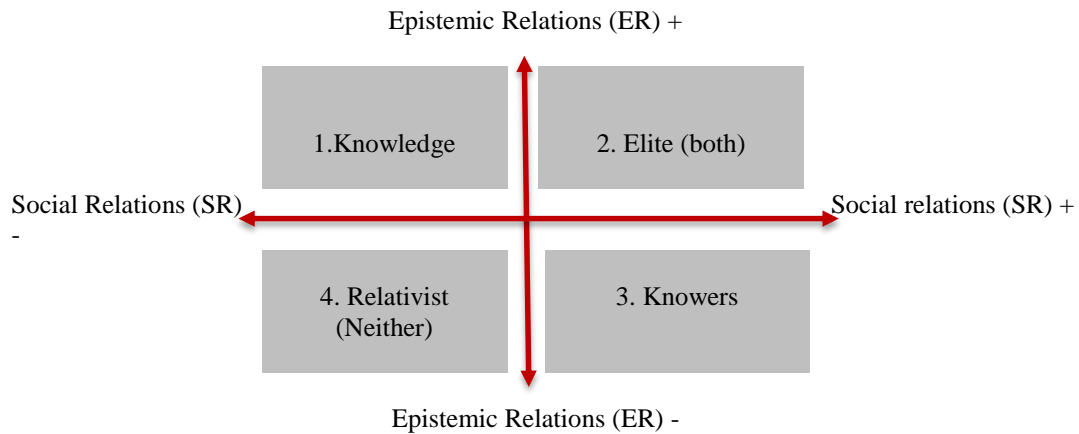 Epistemic Relations (ER) +
1.Knowledge
2. Elite (both)
Social Relations (SR)
-
Social relations (SR) +
4. Relativist
(Neither)
3. Knowers
Epistemic Relations (ER) -